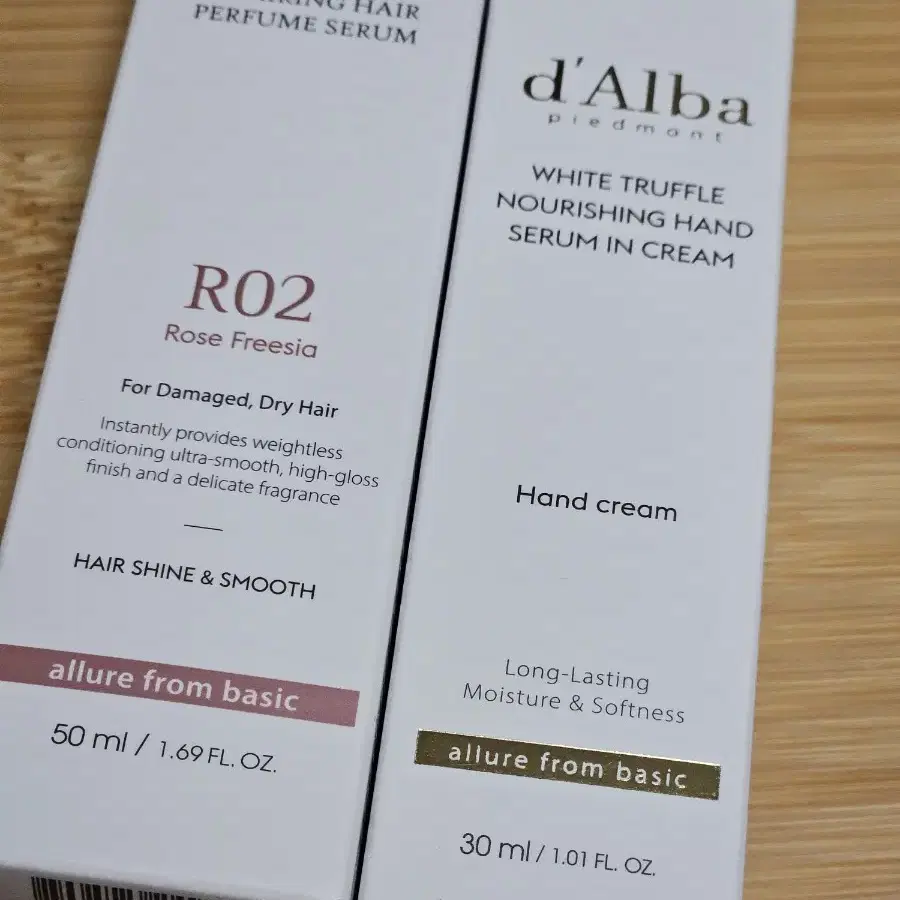 HAIR
PERFUME SERUM
R02
Rose Freesia
For Damaged, Dry Hair
Instantly provides weightless
conditioning ultra-smooth, high-gloss
finish and a delicate fragrance
HAIR SHINE & SMOOTH
allure from basic
50 ml / 1.69 FL. OZ.
d'Alba
piedmont
WHITE TRUFFLE
NOURISHING HAND
SERUM IN CREAM
Hand cream
Long-Lasting
Moisture & Softness
allure from basic
30 ml / 1.01 FL. OZ.